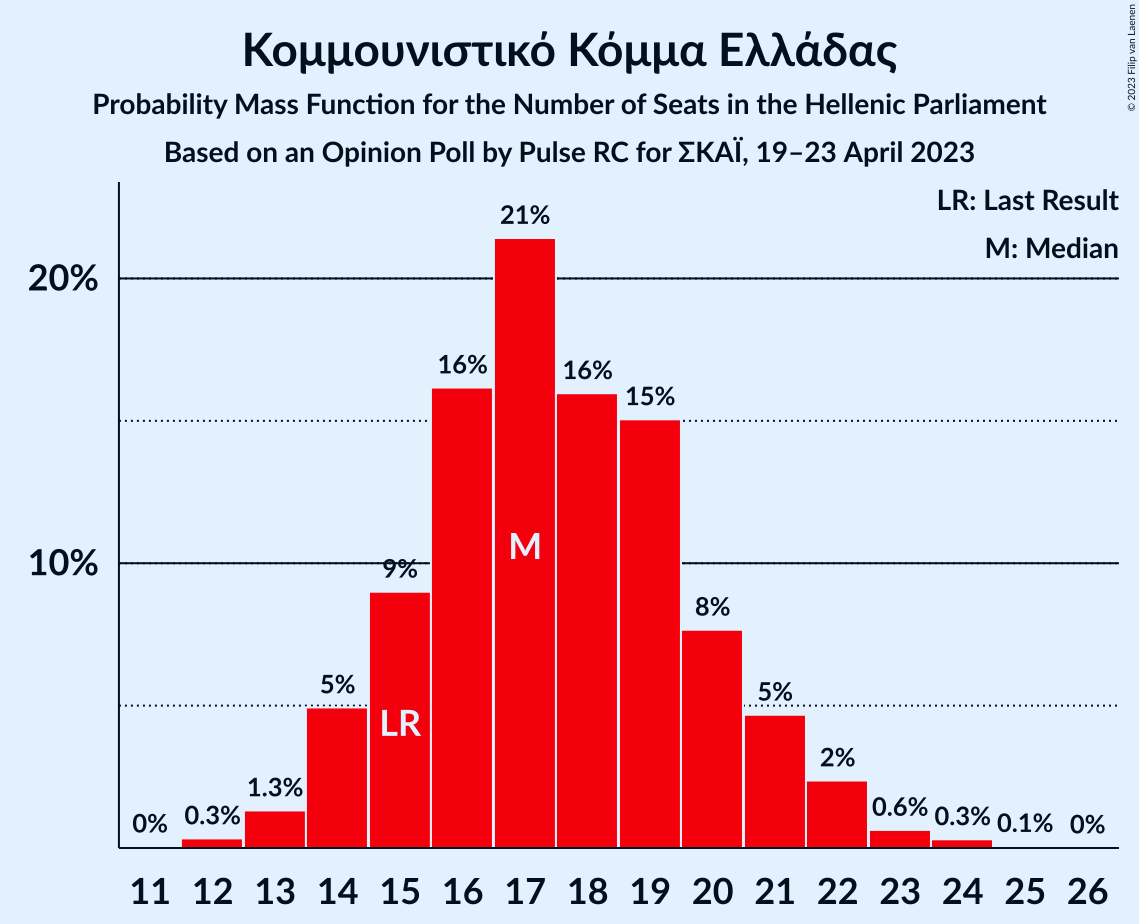 Κομμουνιστικό Κόμμα Ελλάδας
Probability Mass Function for the Number of Seats in the Hellenic Parliament
Based on an Opinion Poll by Pulse RC for ΣΚΑΪ, 19–23 April 2023
© 2023 Filip van Laenen
LR: Last Result
M: Median
20%
10%
0% 0.3% 1.3% 5% 9% 16% 21% 16% 15% 8% 5% 2% 0.6% 0.3% 0.1% 0%
LR
M
11 12 13 14 15 16 17 18 19 20 21 22 23 24 25 26